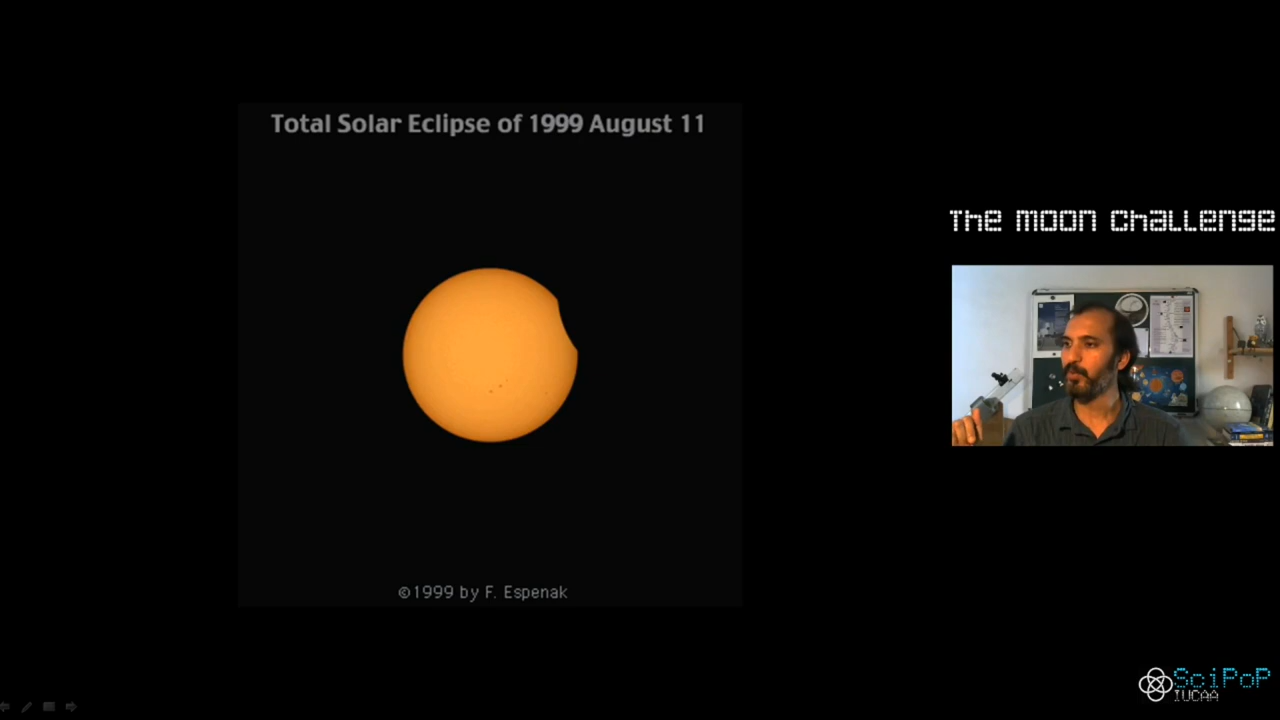 Total Solar Eclipse of 1999 August 11
The Moon Challenge
©1999 by F. Espenak
SciPoP
IUCAA